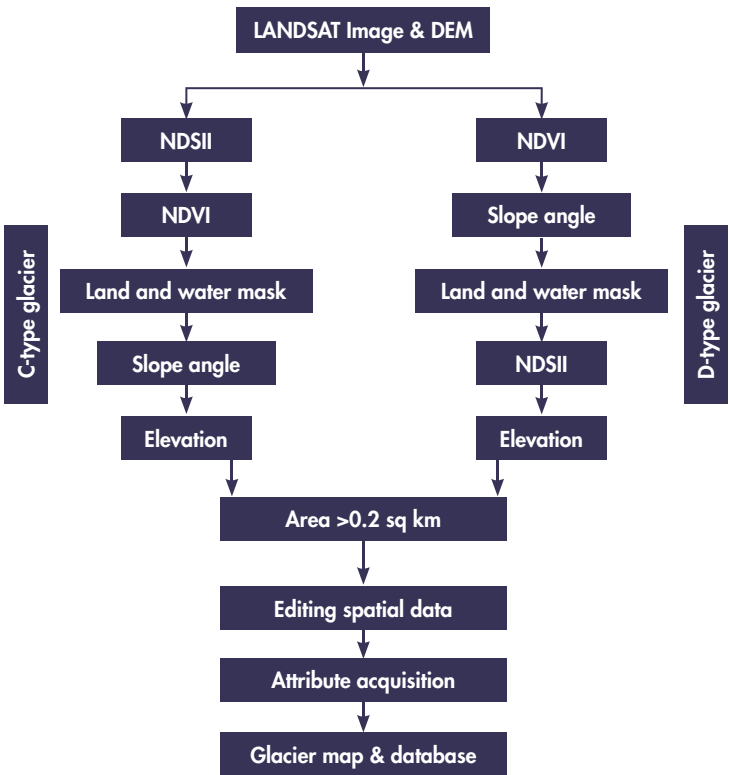 LANDSAT Image & DEM
NDSII
NDVI
Land and water mask
Slope angle
Elevation
C-type glacier
NDVI
Slope angle
Land and water mask
NDSII
Elevation
D-type glacier
Area >0.2 sq km
Editing spatial data
Attribute acquisition
Glacier map & database